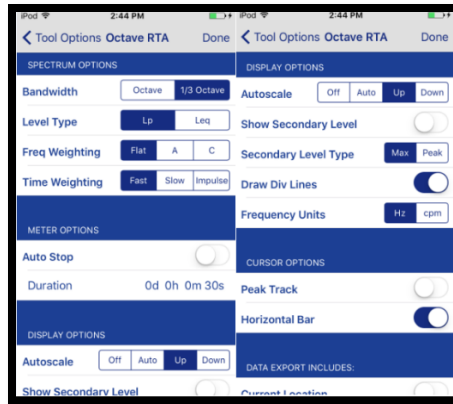 iPod 2:44 PM
Tool Options Octave RTA Done
SPECTRUM OPTIONS
Bandwidth Octave 1/3 Octave
Level Type Lp Leq
Freq Weighting Flat A C
Time Weighting Fast Slow Impulse
METER OPTIONS
Auto Stop
Duration 0d 0h 0m 30s
DISPLAY OPTIONS
Autoscale Off Auto Up Down
Show Secondary Level
iPod 2:44 PM
Tool Options Octave RTA Done
DISPLAY OPTIONS
Autoscale Off Auto Up Down
Show Secondary Level
Secondary Level Type Max Peak
Draw Div Lines
Frequency Units Hz cpm
CURSOR OPTIONS
Peak Track
Horizontal Bar
DATA EXPORT INCLUDES:
Current Location